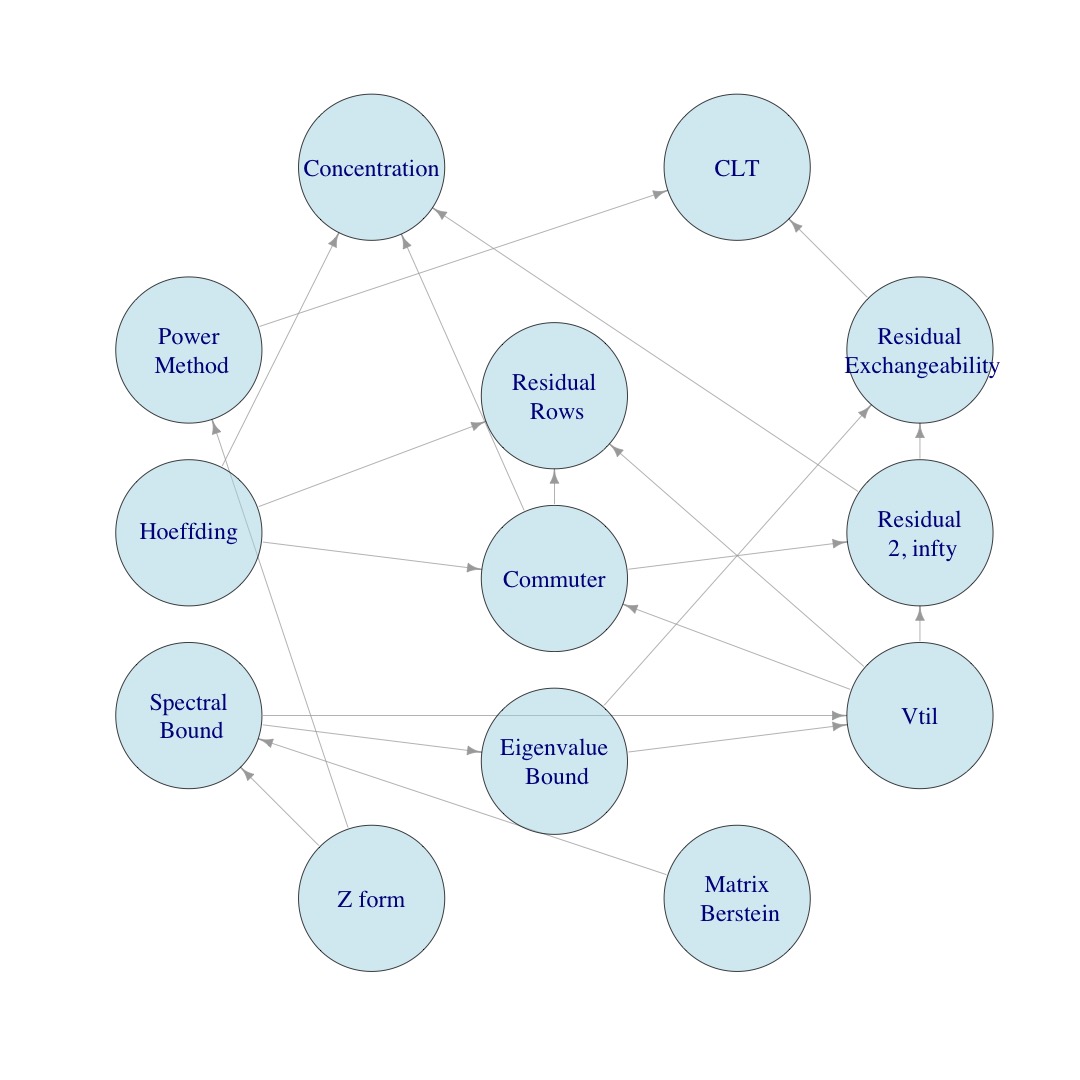 Concentration
CLT
Power
Method
Residual
Rows
Residual
Exchangeability
Hoeffding
Commuter
Residual
2, infty
Spectral
Bound
Eigenvalue
Bound
Vtil
Z form
Matrix
Berstein